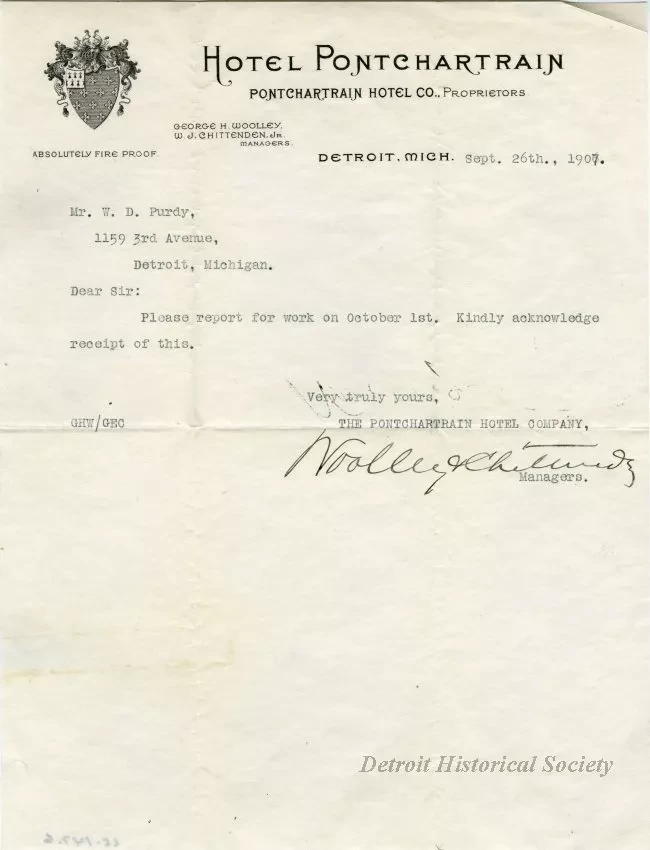 HOTEL PONTCHARTRAIN
PONTCHARTRAIN HOTEL CO., PROPRIETORS
GEORGE H. WOOLLEY,
W. J. CHITTENDEN, JR.
MANAGERS.
ABSOLUTELY FIRE PROOF
DETROIT, MICH. Sept. 26th., 1907.
Mr. W. D. Purdy,
1159 3rd Avenue,
Detroit, Michigan.
Dear Sir:
Please report for work on October 1st. Kindly acknowledge
receipt of this.
Very truly yours,
GHW/GEC THE PONTCHARTRAIN HOTEL COMPANY,
Woolley & Chittenden
Managers.
Detroit Historical Society